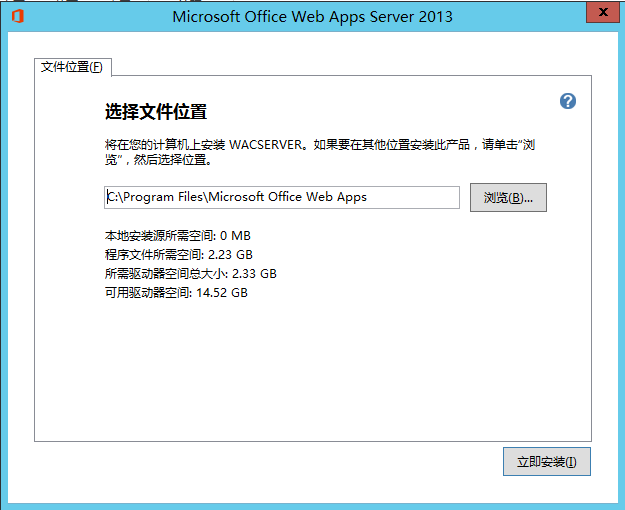 Microsoft Office Web Apps Server 2013
x
文件位置(F)
选择文件位置
?
将在您的计算机上安装 WACSERVER。如果要在其他位置安装此产品，请单击“浏
览”，然后选择位置。
C:\Program Files\Microsoft Office Web Apps
浏览(B)...
本地安装源所需空间: 0 MB
程序文件所需空间: 2.23 GB
所需驱动器空间总大小: 2.33 GB
可用驱动器空间: 14.52 GB
立即安装(I)